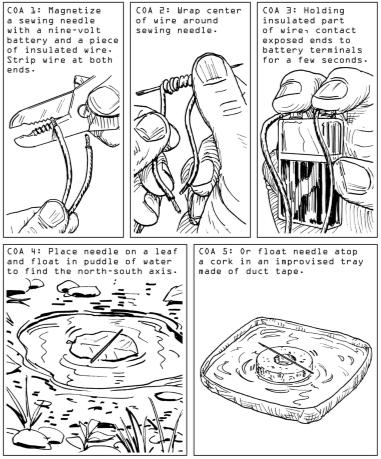 COA 1: Magnetize
a sewing needle
with a nine-volt
battery and a piece
of insulated wire.
Strip wire at both
ends.
COA 2: Wrap center
of wire around
sewing needle.
COA 3: Holding
insulated part
of wire, contact
exposed ends to
battery terminals
for a few seconds.
COA 4: Place needle on a leaf
and float in puddle of water
to find the north-south axis.
COA 5: Or float needle atop
a cork in an improvised tray
made of duct tape.